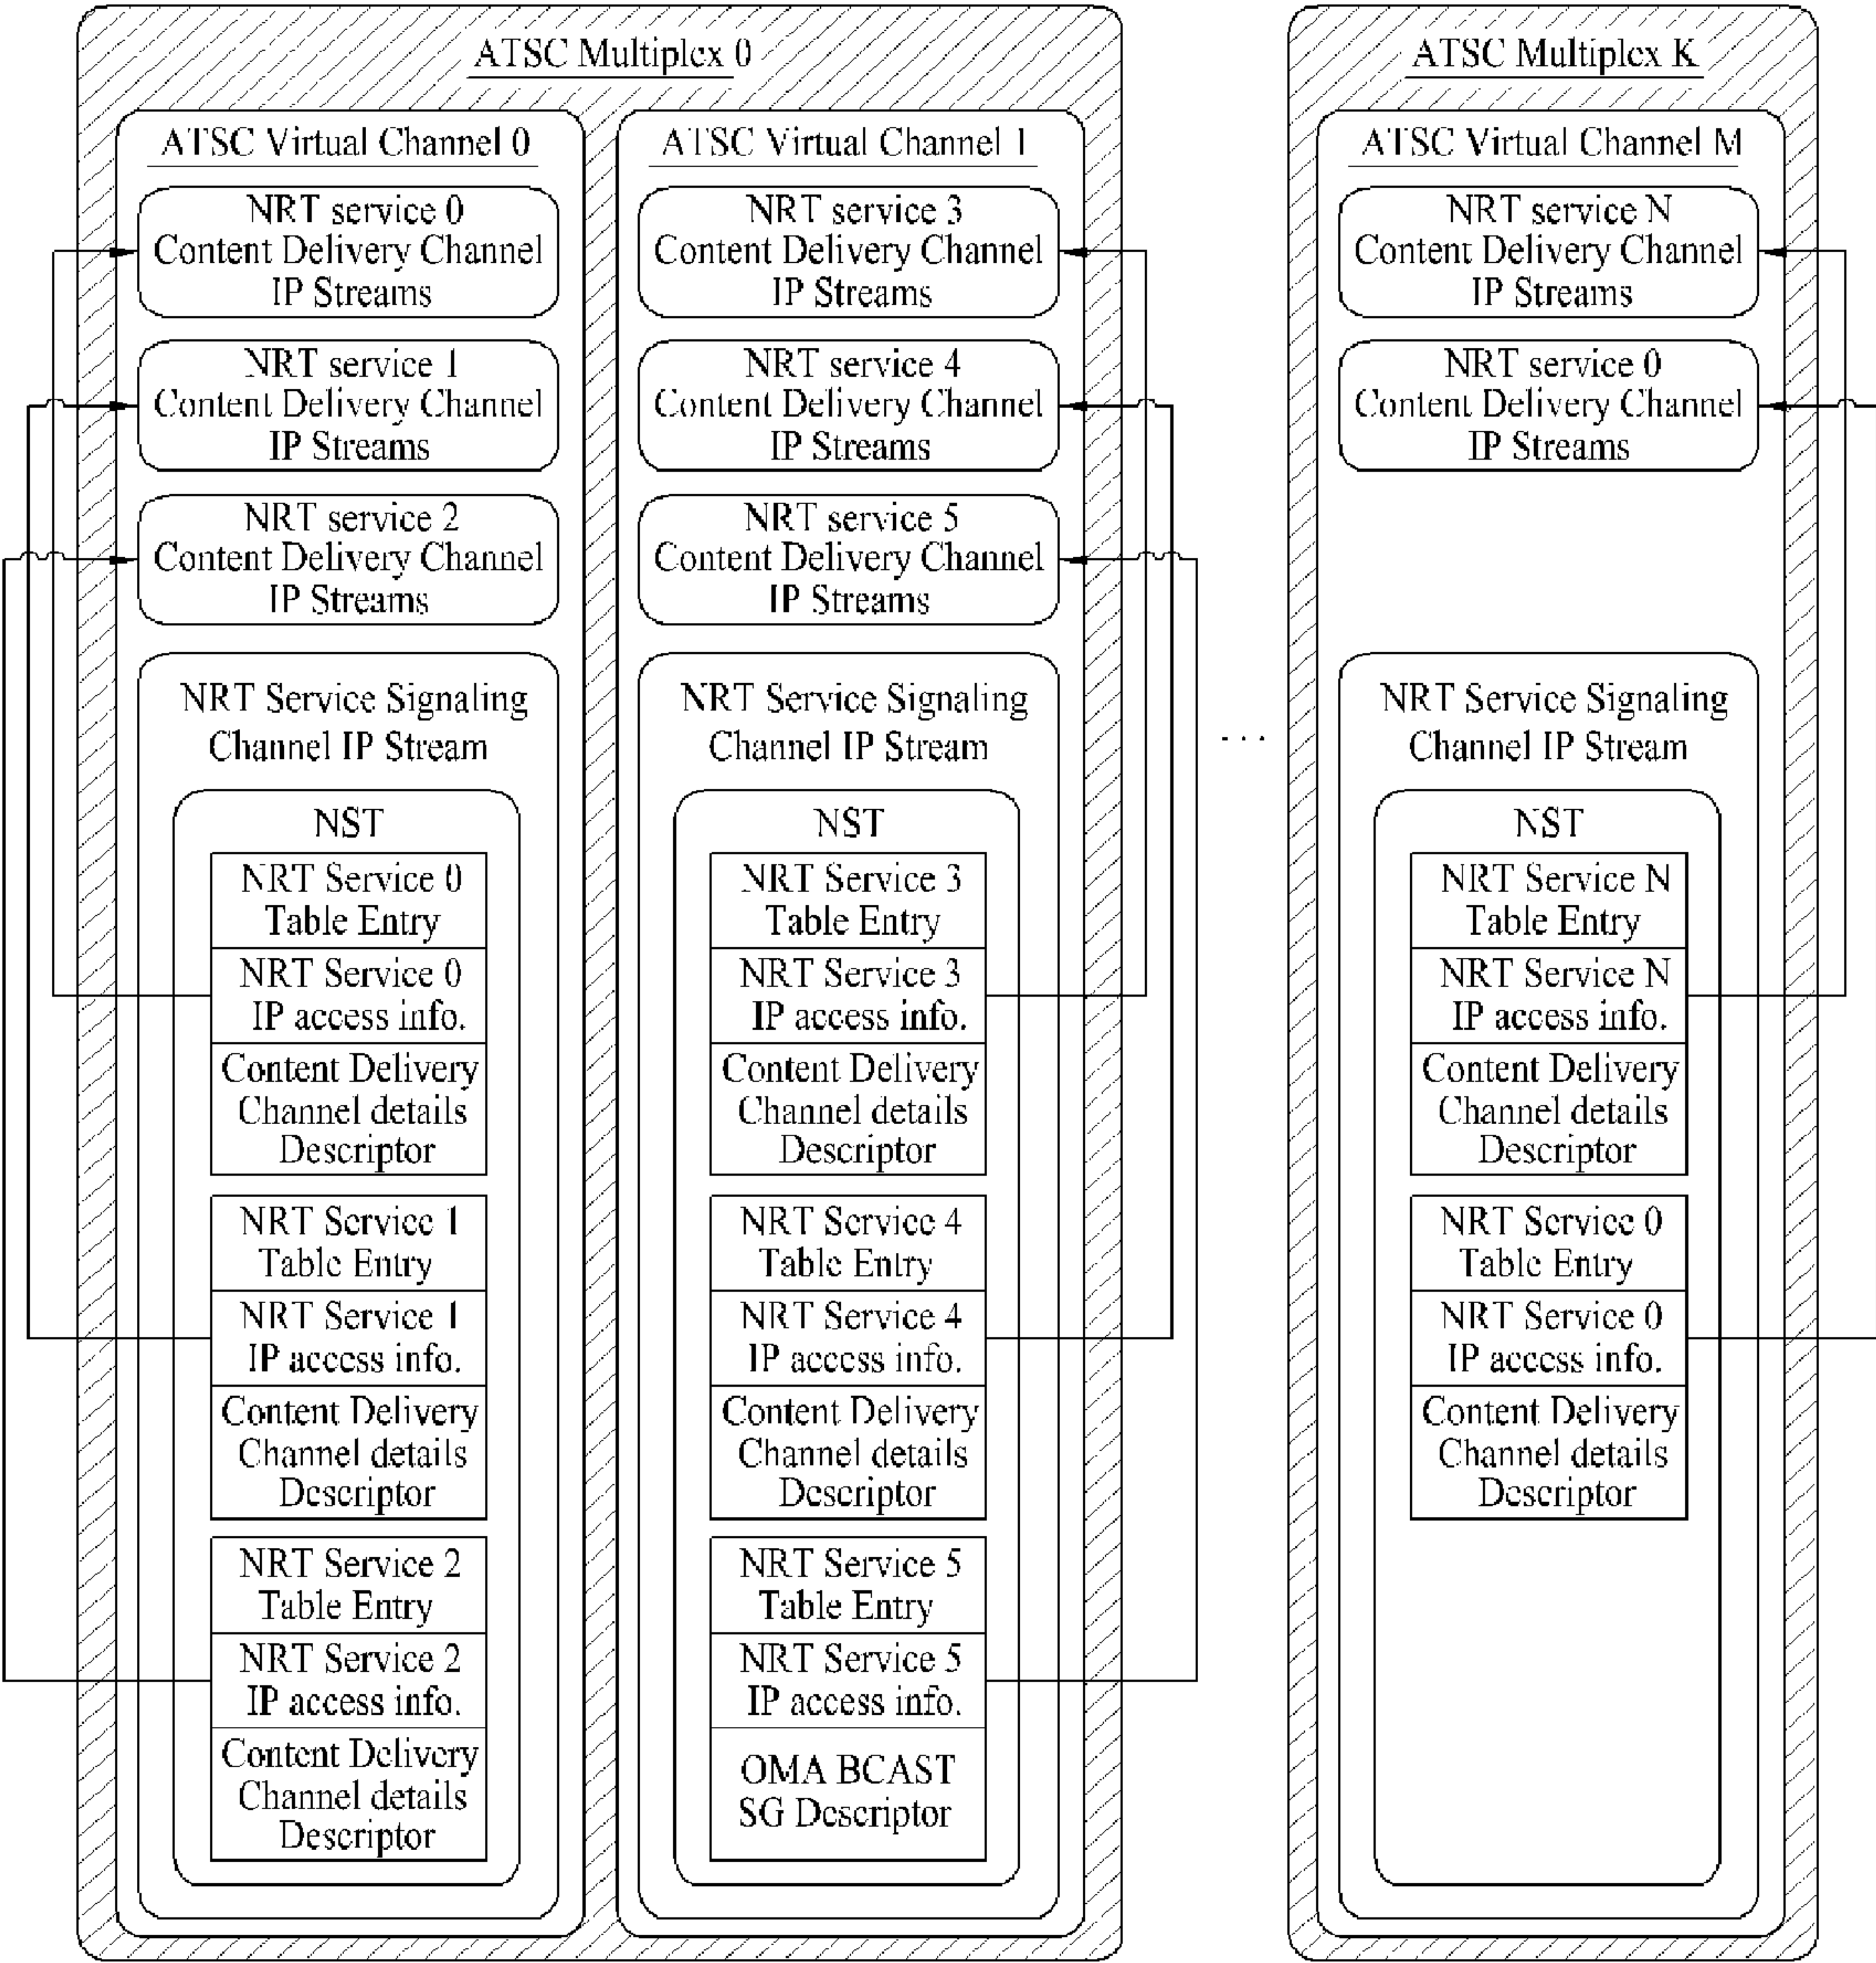 ATSC Multiplex 0
ATSC Virtual Channel 0
NRT service 0
Content Delivery Channel
IP Streams
NRT service 1
Content Delivery Channel
IP Streams
NRT service 2
Content Delivery Channel
IP Streams
NRT Service Signaling
Channel IP Stream
NST
NRT Service 0
Table Entry
NRT Service 0
IP access info.
Content Delivery
Channel details
Descriptor
NRT Service 1
Table Entry
NRT Service 1
IP access info.
Content Delivery
Channel details
Descriptor
NRT Service 2
Table Entry
NRT Service 2
IP access info.
Content Delivery
Channel details
Descriptor
ATSC Virtual Channel 1
NRT service 3
Content Delivery Channel
IP Streams
NRT service 4
Content Delivery Channel
IP Streams
NRT service 5
Content Delivery Channel
IP Streams
NRT Service Signaling
Channel IP Stream
NST
NRT Service 3
Table Entry
NRT Service 3
IP access info.
Content Delivery
Channel details
Descriptor
NRT Service 4
Table Entry
NRT Service 4
IP access info.
Content Delivery
Channel details
Descriptor
NRT Service 5
Table Entry
NRT Service 5
IP access info.
OMA BCAST
SG Descriptor
. . .
ATSC Multiplex K
ATSC Virtual Channel M
NRT service N
Content Delivery Channel
IP Streams
NRT service 0
Content Delivery Channel
IP Streams
NRT Service Signaling
Channel IP Stream
NST
NRT Service N
Table Entry
NRT Service N
IP access info.
Content Delivery
Channel details
Descriptor
NRT Service 0
Table Entry
NRT Service 0
IP access info.
Content Delivery
Channel details
Descriptor